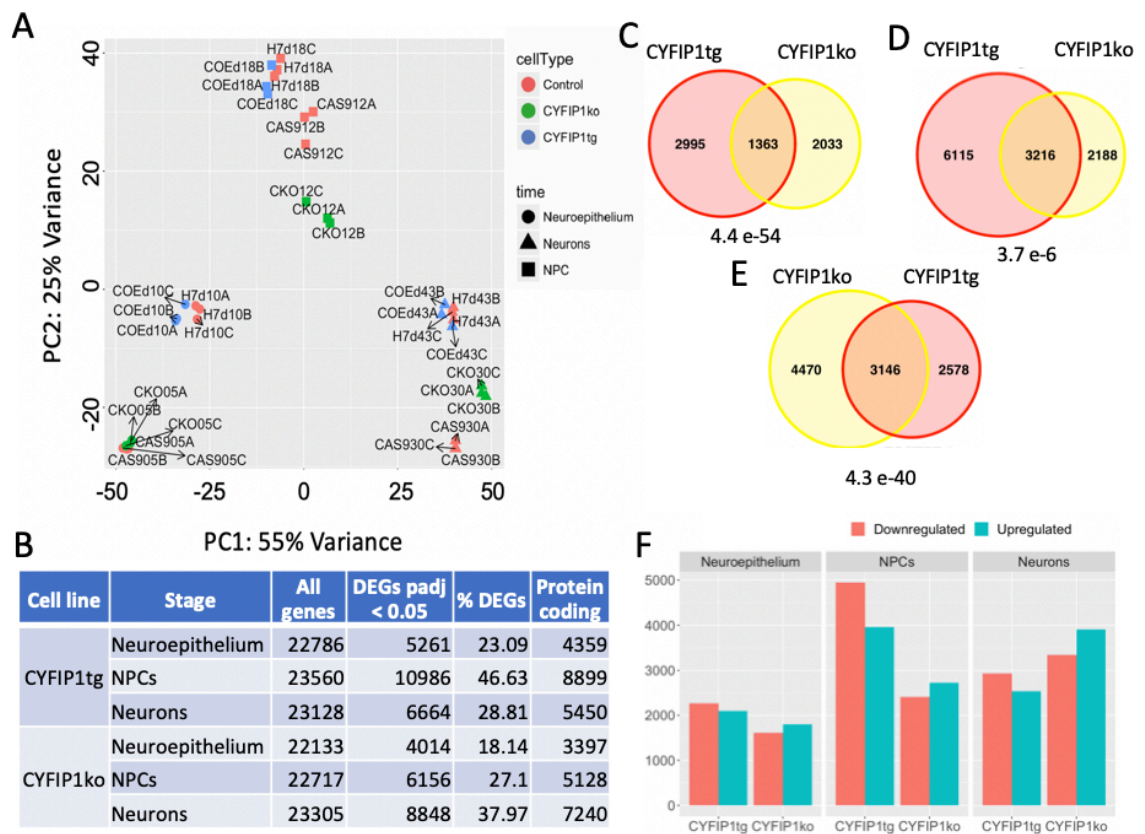 A
H7d18C
COEd18B
H7d18A
COEd18A
H7d18B
COEd18C
CAS912A
CAS912B
CAS912C
CKO12C
CKO12A
CKO12B
COEd10C
H7d10A
COEd10B
H7d10B
COEd10A
H7d10C
COEd43B
H7d43B
COEd43A
H7d43A
H7d43C
COEd43C
CKO30C
CKO30A
CKO30B
CKO05A
CKO05B
CKO05C
CAS905A
CAS905B
CAS905C
CAS930A
CAS930C
CAS930B
40
20
0
-20
-50
-25
0
25
50
PC2: 25% Variance
PC1: 55% Variance
cellType
Control
CYFIP1ko
CYFIP1tg
time
Neuroepithelium
Neurons
NPC
C
CYFIP1tg
CYFIP1ko
2995
1363
2033
4.4 e-54
D
CYFIP1tg
CYFIP1ko
6115
3216
2188
3.7 e-6
E
CYFIP1ko
CYFIP1tg
4470
3146
2578
4.3 e-40
B
Cell line Stage All genes DEGs padj < 0.05 % DEGs Protein coding
CYFIP1tg
Neuroepithelium 22786 5261 23.09 4359
NPCs 23560 10986 46.63 8899
Neurons 23128 6664 28.81 5450
CYFIP1ko
Neuroepithelium 22133 4014 18.14 3397
NPCs 22717 6156 27.1 5128
Neurons 23305 8848 37.97 7240
F
Downregulated Upregulated
Neuroepithelium NPCs Neurons
5000
4000
3000
2000
1000
0
CYFIP1tg CYFIP1ko CYFIP1tg CYFIP1ko CYFIP1tg CYFIP1ko